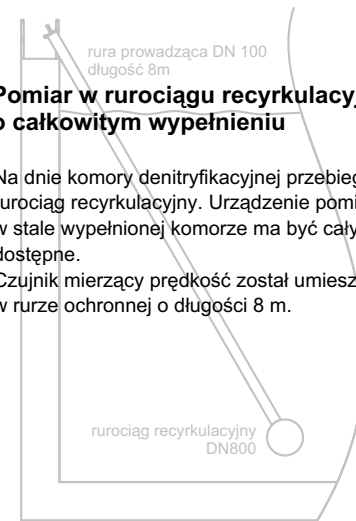 rura prowadząca DN 100
długość 8m
Pomiar w rurociągu recyrkulacyj
o całkowitym wypełnieniu
Na dnie komory denitryfikacyjnej przebieg
rurociąg recyrkulacyjny. Urządzenie pomi
w stale wypełnionej komorze ma być cały
dostępne.
Czujnik mierzący prędkość został umiesz
w rurze ochronnej o długości 8 m.
rurociąg recyrkulacyjny
DN800